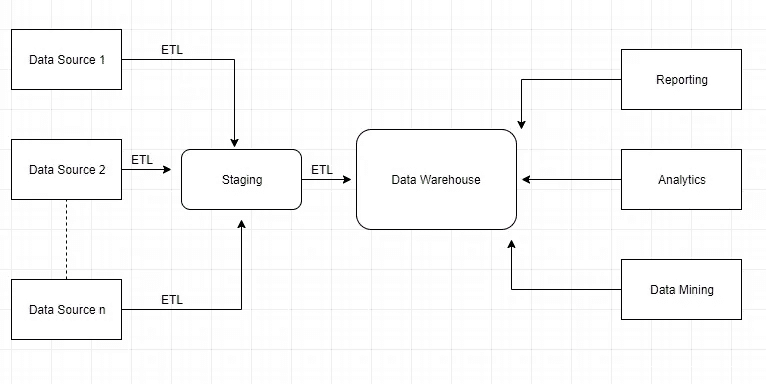 Data Source 1
ETL
Reporting
Data Source 2
ETL
Staging
ETL
Data Warehouse
Analytics
Data Source n
ETL
Data Mining